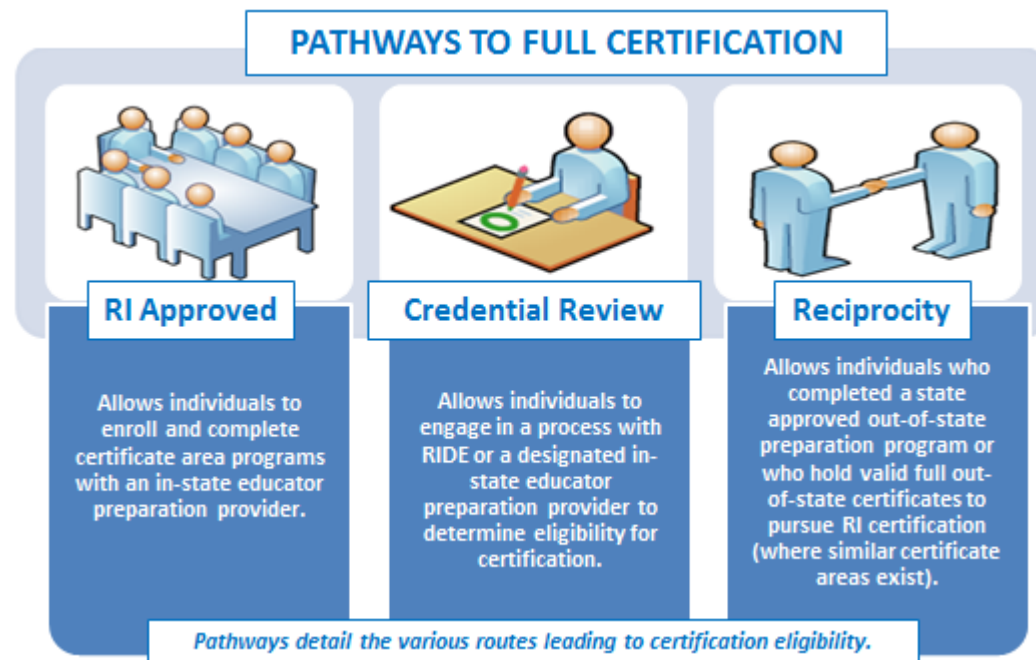 PATHWAYS TO FULL CERTIFICATION
RI Approved
Allows individuals to
enroll and complete
certificate area programs
with an in-state educator
preparation provider.
Credential Review
Allows individuals to
engage in a process with
RIDE or a designated in-
state educator
preparation provider to
determine eligibility for
certification.
Reciprocity
Allows individuals who
completed a state
approved out-of-state
preparation program or
who hold valid full out-
of-state certificates to
pursue RI certification
(where similar certificate
areas exist).
Pathways detail the various routes leading to certification eligibility.